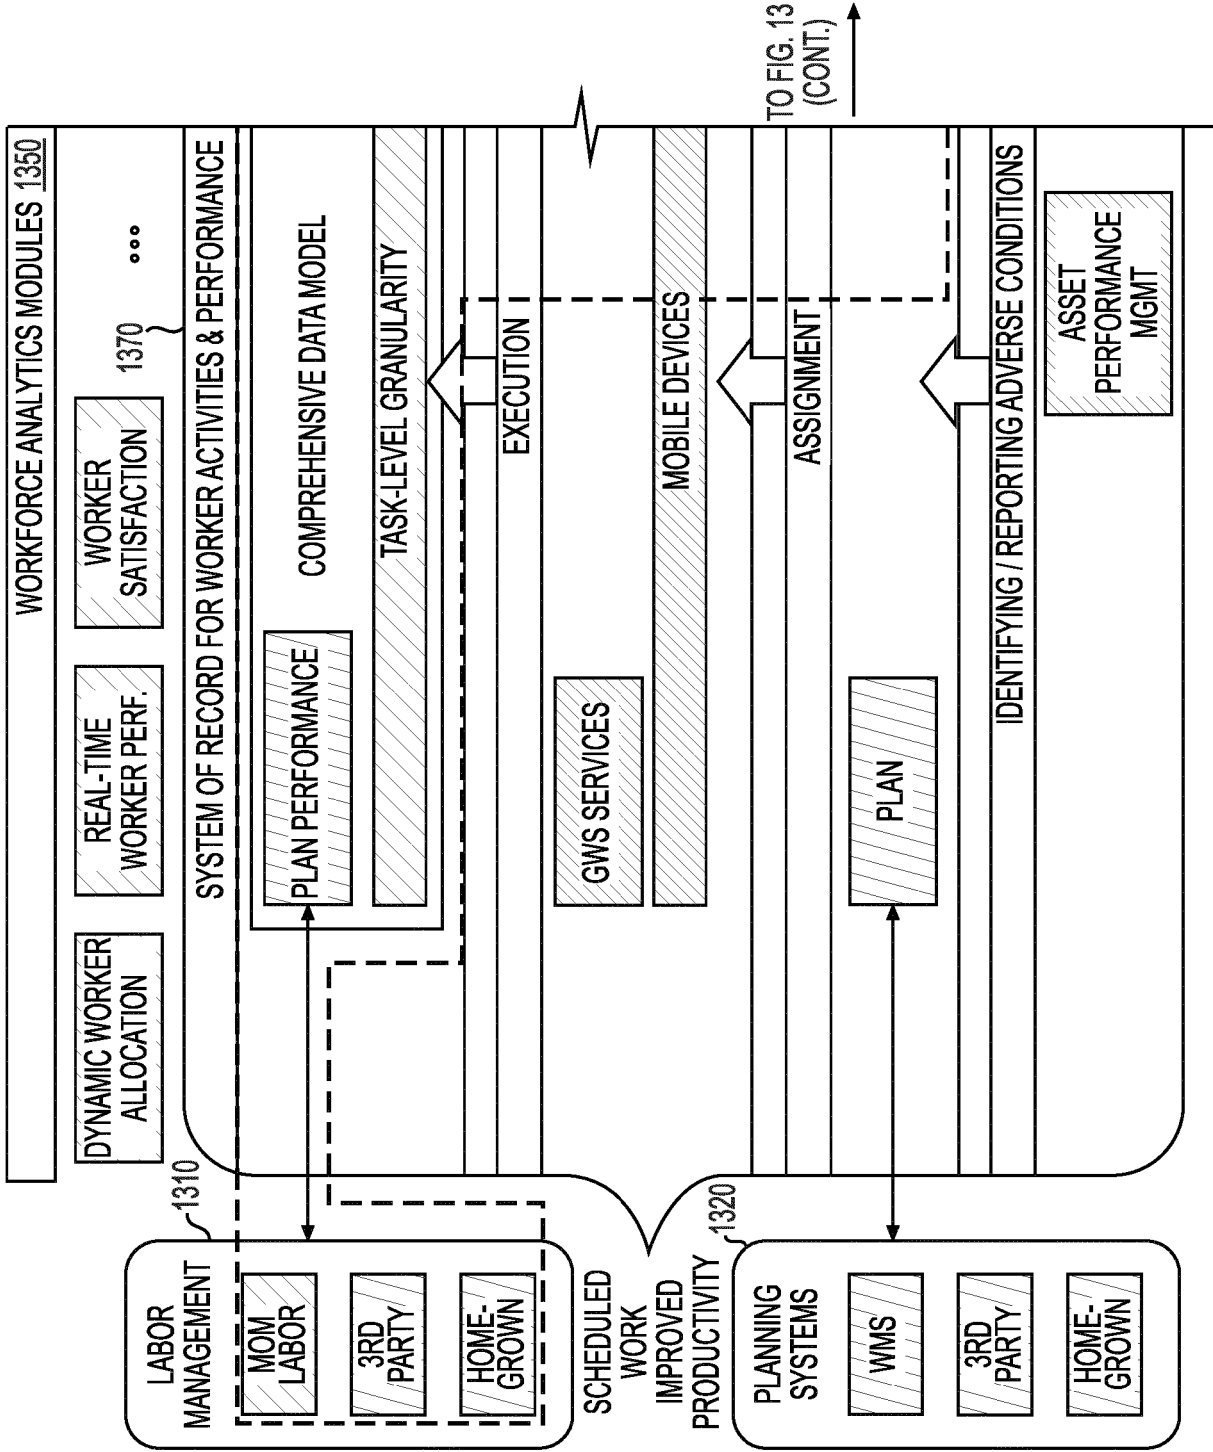 WORKFORCE ANALYTICS MODULES 1350
DYNAMIC WORKER
ALLOCATION
REAL-TIME
WORKER PERF.
WORKER
SATISFACTION
...
1370
SYSTEM OF RECORD FOR WORKER ACTIVITIES & PERFORMANCE
LABOR
MANAGEMENT
1310
MOM
LABOR
3RD
PARTY
HOME-
GROWN
PLAN PERFORMANCE
COMPREHENSIVE DATA MODEL
TASK-LEVEL GRANULARITY
EXECUTION
SCHEDULED
WORK
IMPROVED
PRODUCTIVITY
GWS SERVICES
MOBILE DEVICES
ASSIGNMENT
TO FIG. 13
(CONT.)
1320
PLANNING
SYSTEMS
WMS
3RD
PARTY
HOME-
GROWN
PLAN
IDENTIFYING / REPORTING ADVERSE CONDITIONS
ASSET
PERFORMANCE
MGMT